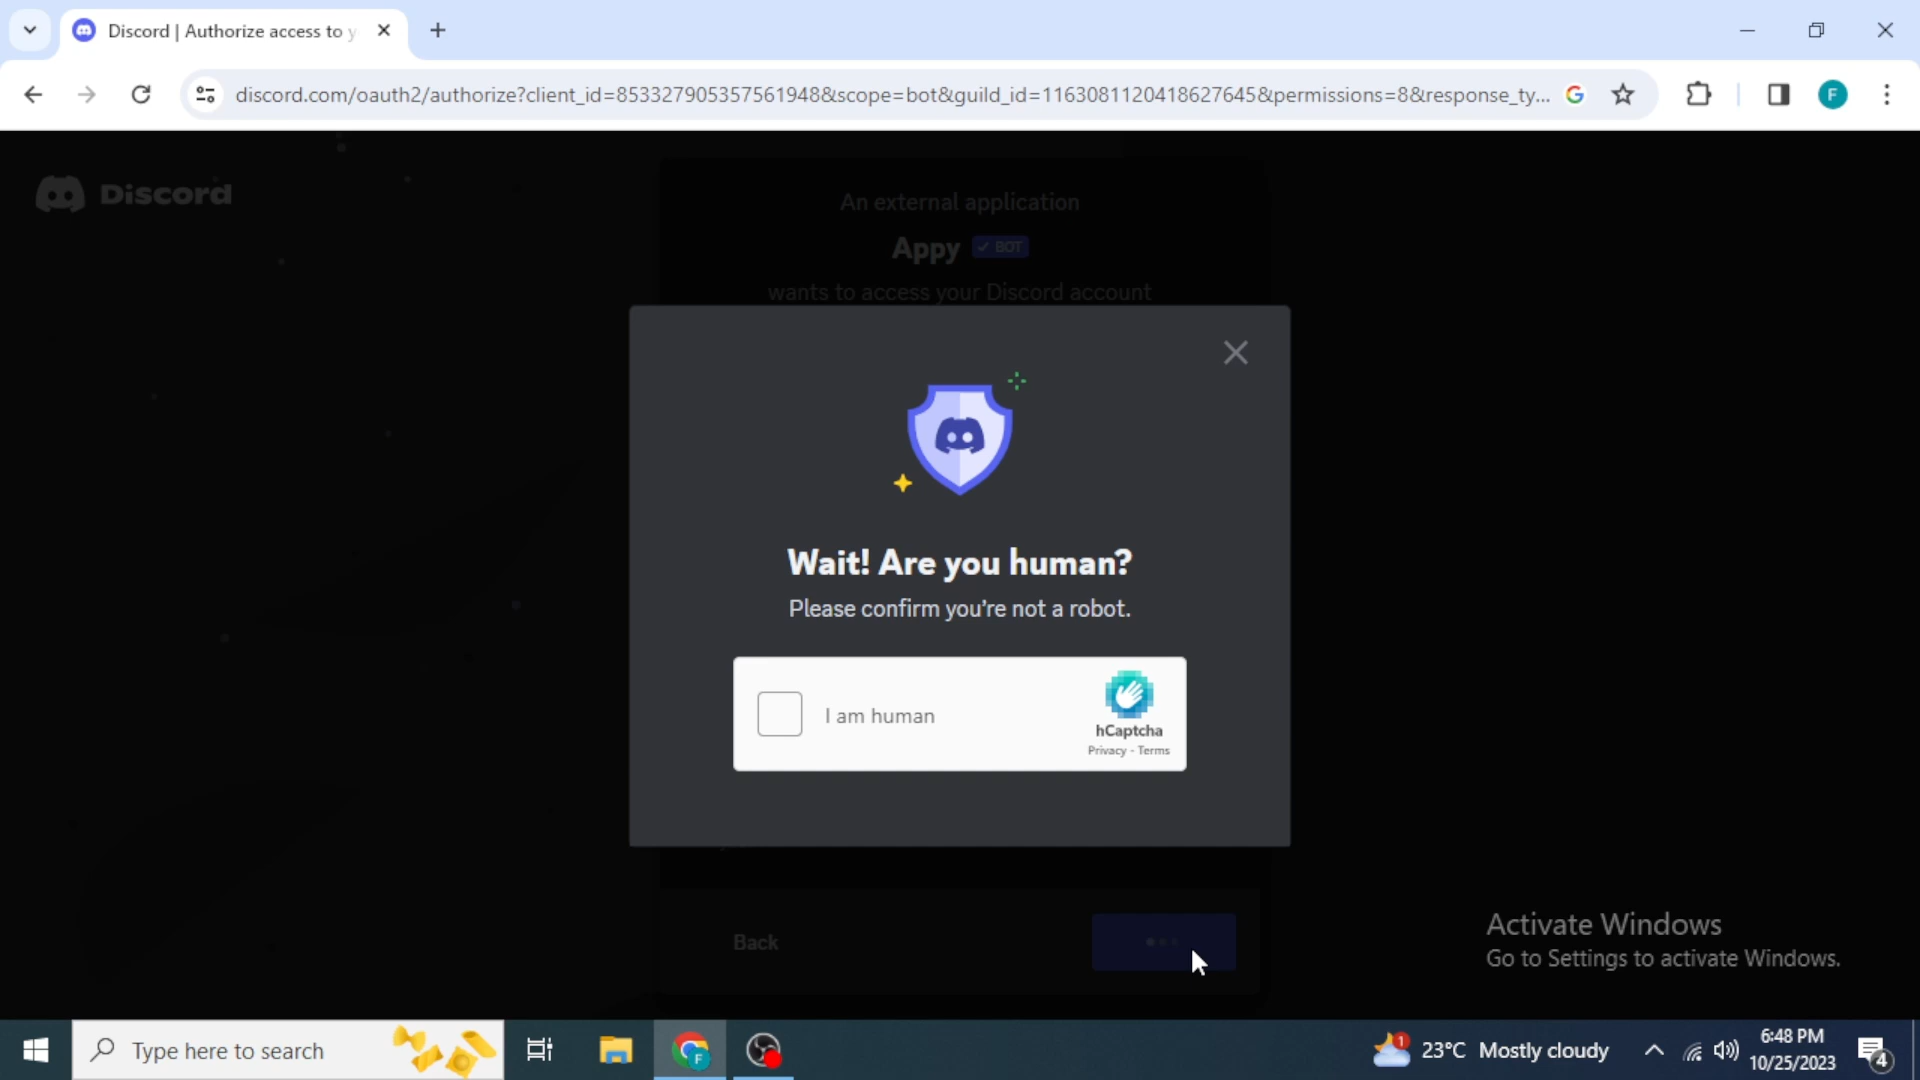 Discord | Authorize access to y
discord.com/oauth2/authorize?client_id=853327905357561948&scope=bot&guild_id=1163081120418627645&permissions=8&response_ty...
F
Discord
An external application
Appy ✓ BOT
wants to access your Discord account
Wait! Are you human?
Please confirm you're not a robot.
I am human
hCaptcha
Privacy - Terms
Back
Activate Windows
Go to Settings to activate Windows.
Type here to search
F
1
23°C Mostly cloudy
6:48 PM
10/25/2023
4